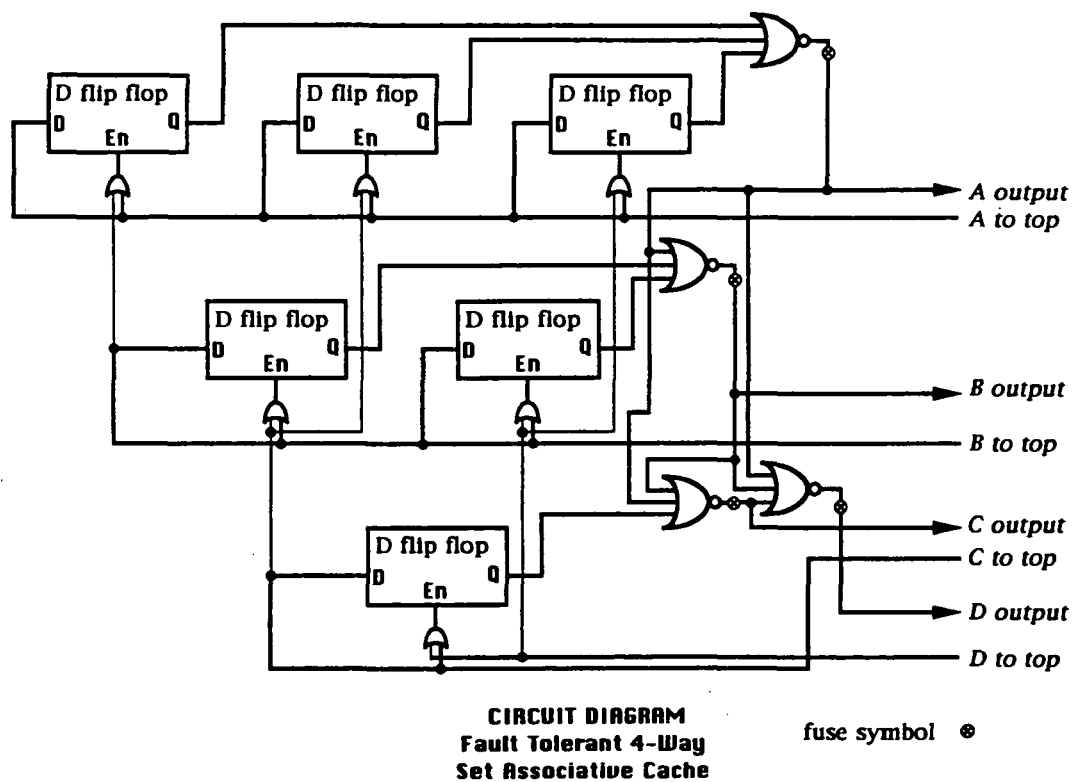 D flip flop
D
Q
En
D flip flop
D
Q
En
D flip flop
D
Q
En
A output
A to top
D flip flop
D
Q
En
D flip flop
D
Q
En
B output
B to top
D flip flop
D
Q
En
C output
C to top
D output
D to top
CIRCUIT DIAGRAM
Fault Tolerant 4-Way
Set Associative Cache
fuse symbol